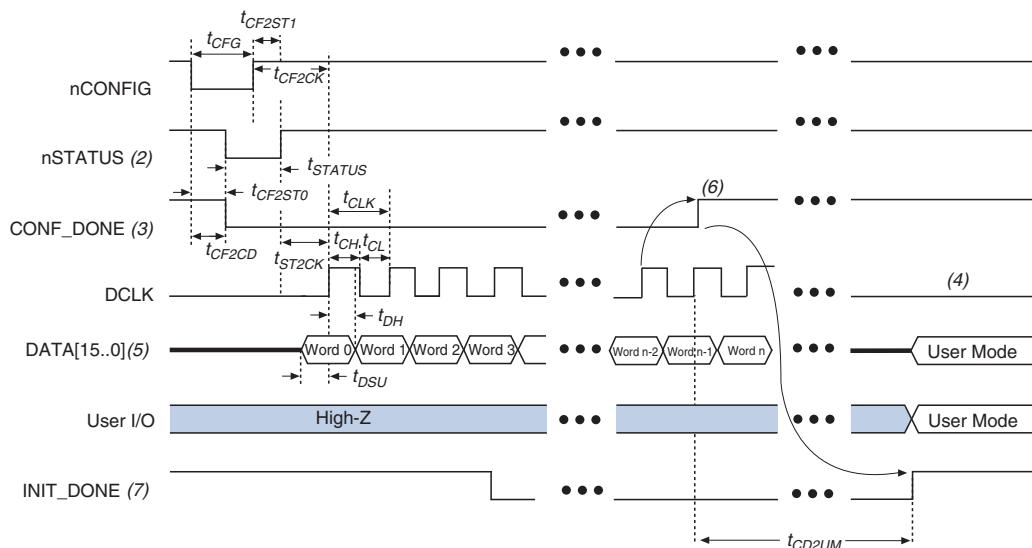 tCF2ST1
tCFG
tCF2CK
nCONFIG
nSTATUS (2)
tSTATUS
tCF2ST0
tCLK
(6)
CONF_DONE (3)
tCF2CD
tCH
tCL
tST2CK
(4)
DCLK
tDH
DATA[15..0](5)
Word 0
Word 1
Word 2
Word 3
Word n-2
Word n-1
Word n
User Mode
tDSU
User I/O
High-Z
User Mode
INIT_DONE (7)
tCD2UM